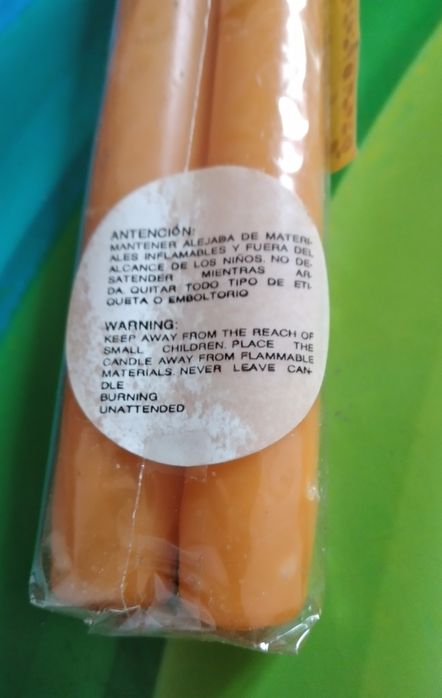 ANTENCIÓN:
MANTENER ALEJABA DE MATERI-
ALES INFLAMABLES Y FUERA DEL
ALCANCE DE LOS NIÑOS. NO DE-
SATENDER MIENTRAS AR-
DA. QUITAR TODO TIPO DE ETI-
QUETA O EMBOLTORIO
WARNING:
KEEP AWAY FROM THE REACH OF
SMALL CHILDREN. PLACE THE
CANDLE AWAY FROM FLAMMABLE
MATERIALS. NEVER LEAVE CAN-
DLE
BURNING
UNATTENDED